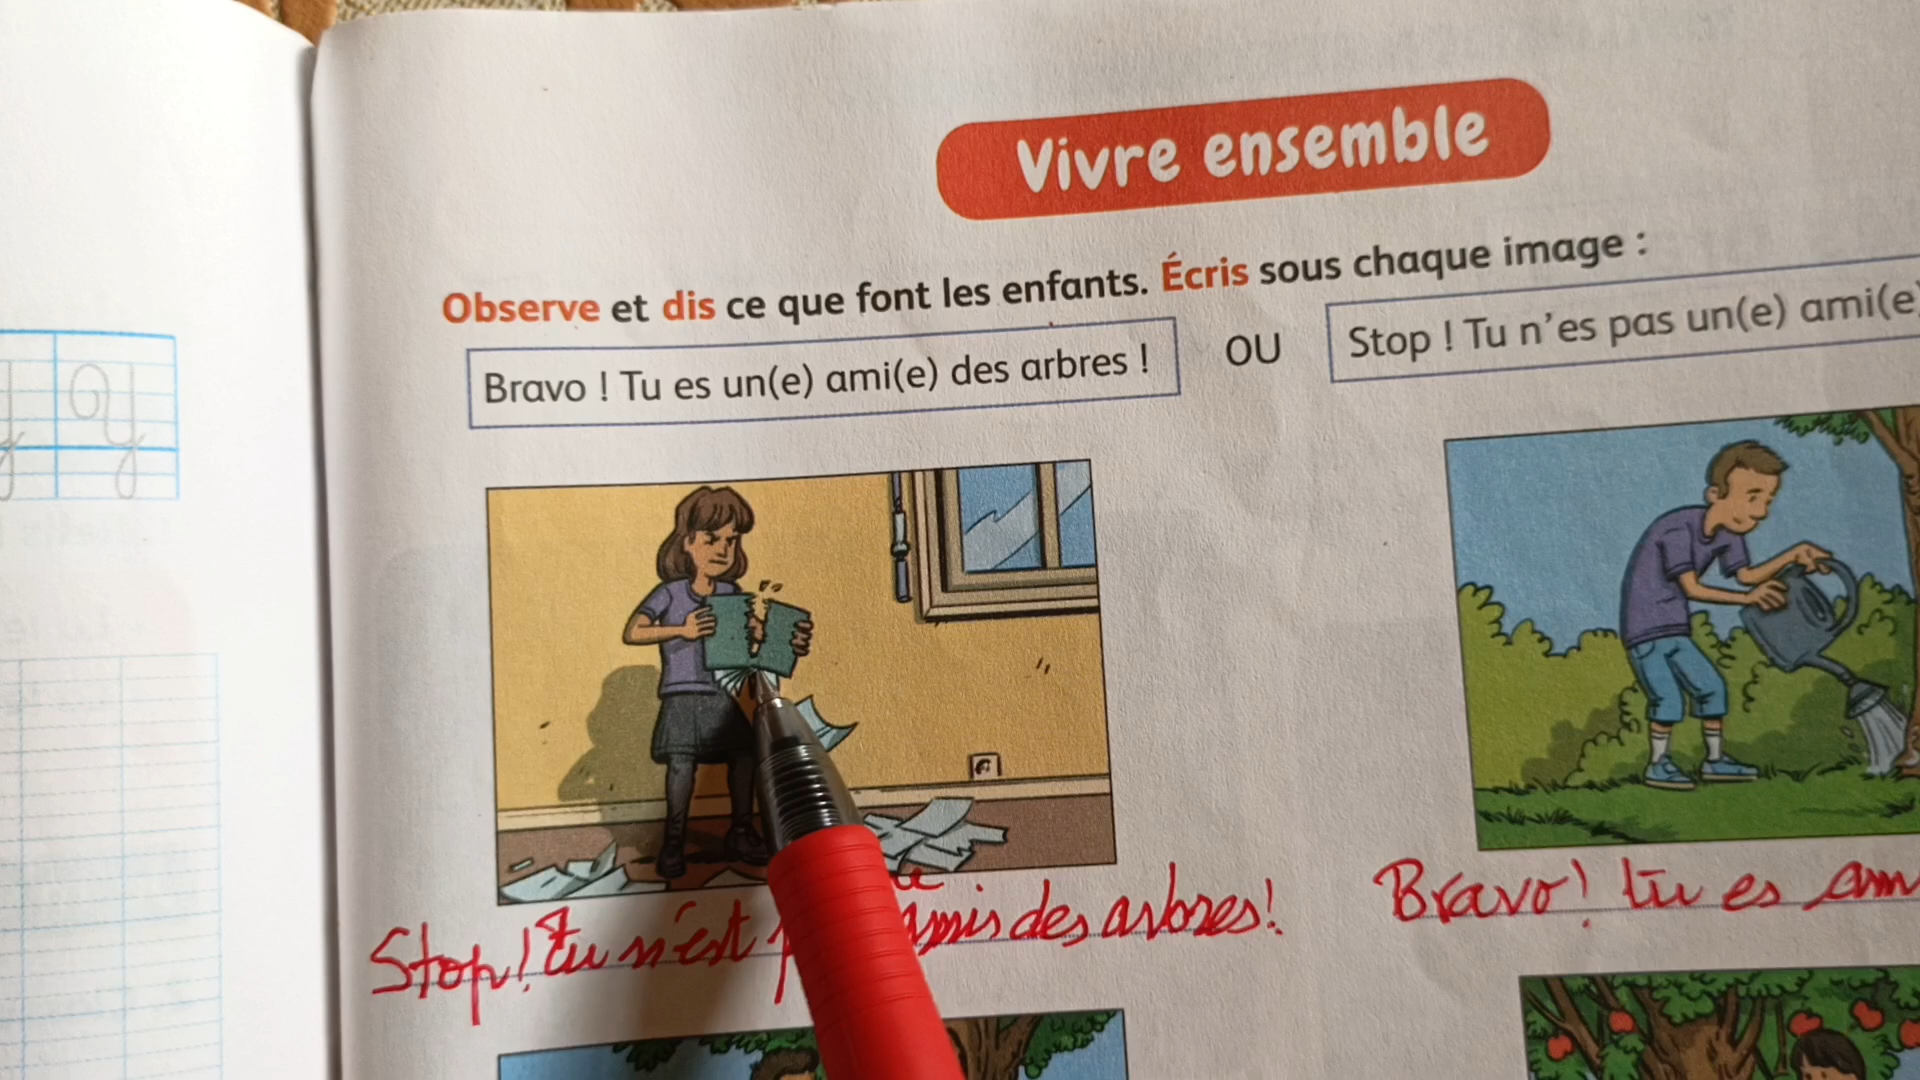 Vivre ensemble
Observe et dis ce que font les enfants. Écris sous chaque image :
Bravo ! Tu es un(e) ami(e) des arbres !
OU
Stop ! Tu n'es pas un(e) ami(e)
Stop! tu n'est amis des arbres!
Bravo! tu es